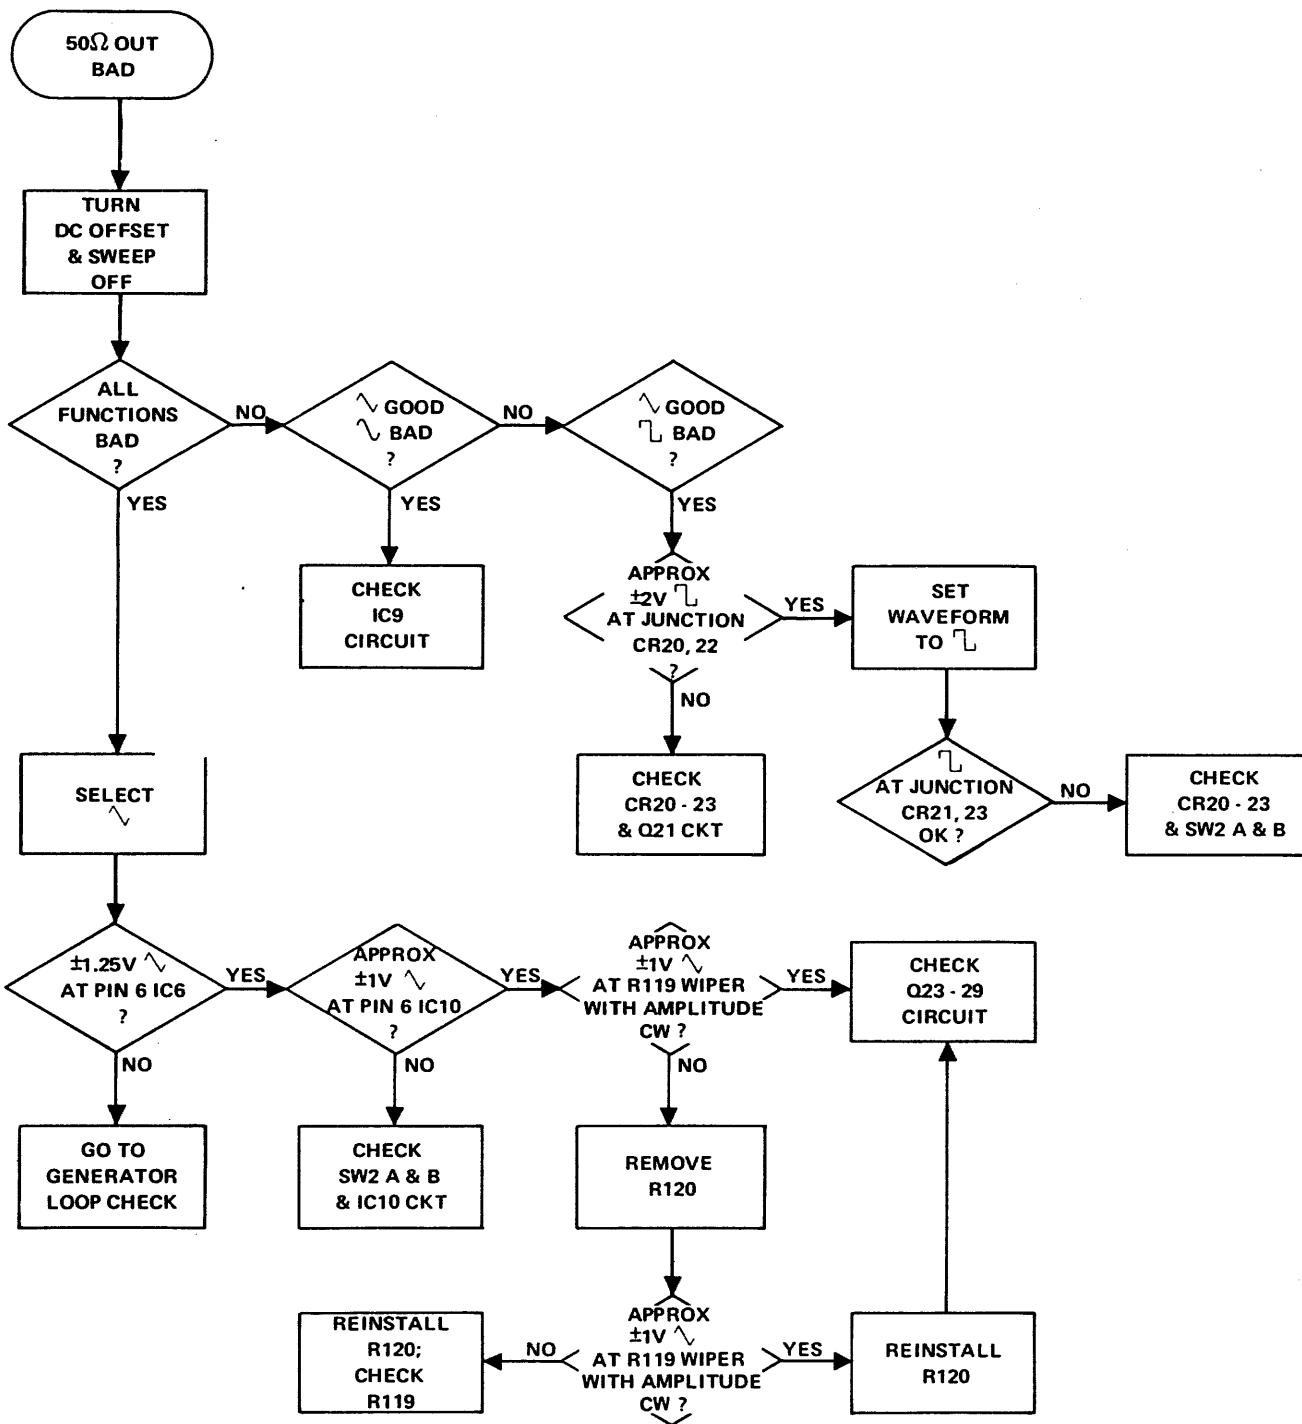 50Ω OUT
BAD
TURN
DC OFFSET
& SWEEP
OFF
ALL
FUNCTIONS
BAD
?
NO
YES
GOOD
BAD
?
NO
YES
GOOD
BAD
?
YES
CHECK
IC9
CIRCUIT
APPROX
±2V
AT JUNCTION
CR20, 22
?
YES
NO
SET
WAVEFORM
TO
CHECK
CR20 - 23
& Q21 CKT
AT JUNCTION
CR21, 23
OK ?
NO
CHECK
CR20 - 23
& SW2 A & B
SELECT
±1.25V
AT PIN 6 IC6
?
YES
NO
APPROX
±1V
AT PIN 6 IC10
?
YES
NO
APPROX
±1V
AT R119 WIPER
WITH AMPLITUDE
CW ?
YES
NO
CHECK
Q23 - 29
CIRCUIT
GO TO
GENERATOR
LOOP CHECK
CHECK
SW2 A & B
& IC10 CKT
REMOVE
R120
REINSTALL
R120;
CHECK
R119
NO
APPROX
±1V
AT R119 WIPER
WITH AMPLITUDE
CW ?
YES
REINSTALL
R120